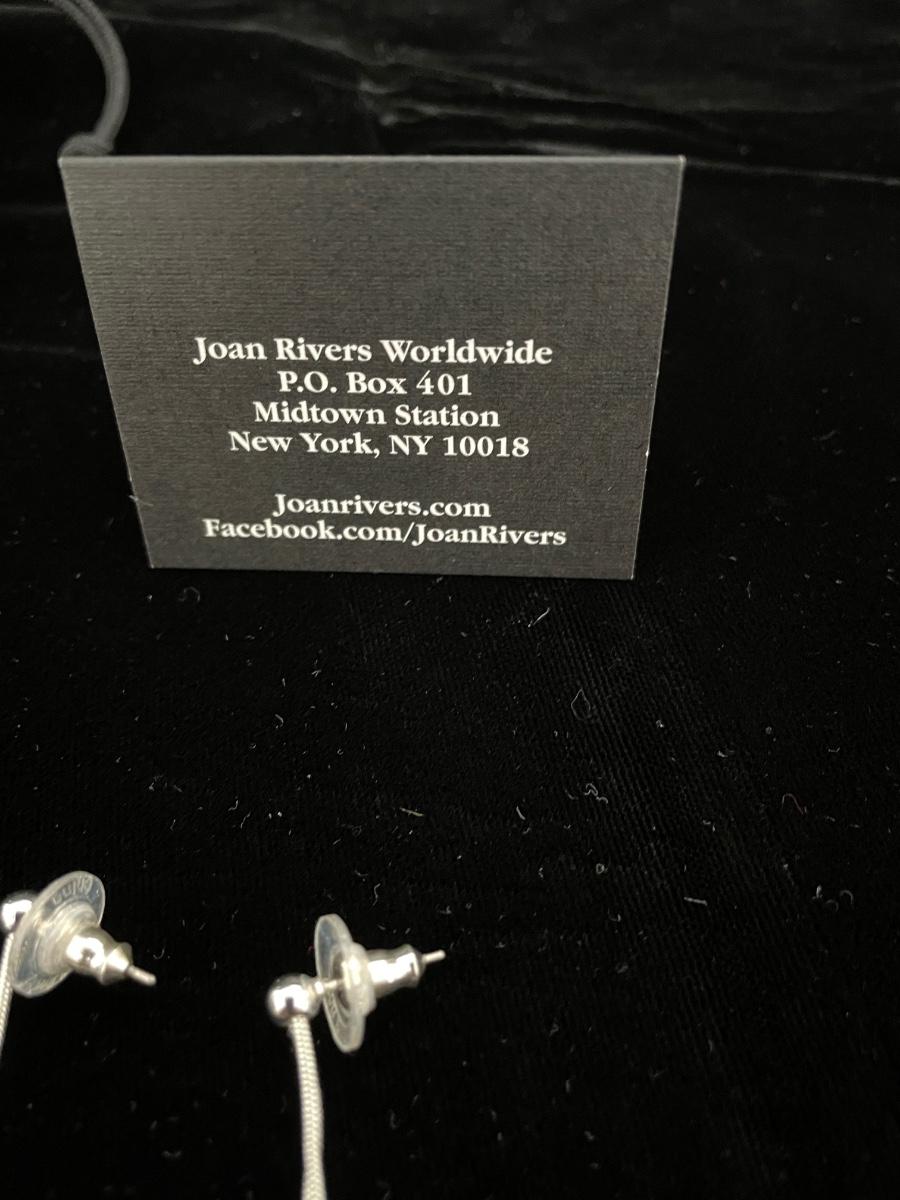 Joan Rivers Worldwide
P.O. Box 401
Midtown Station
New York, NY 10018
Joanrivers.com
Facebook.com/JoanRivers